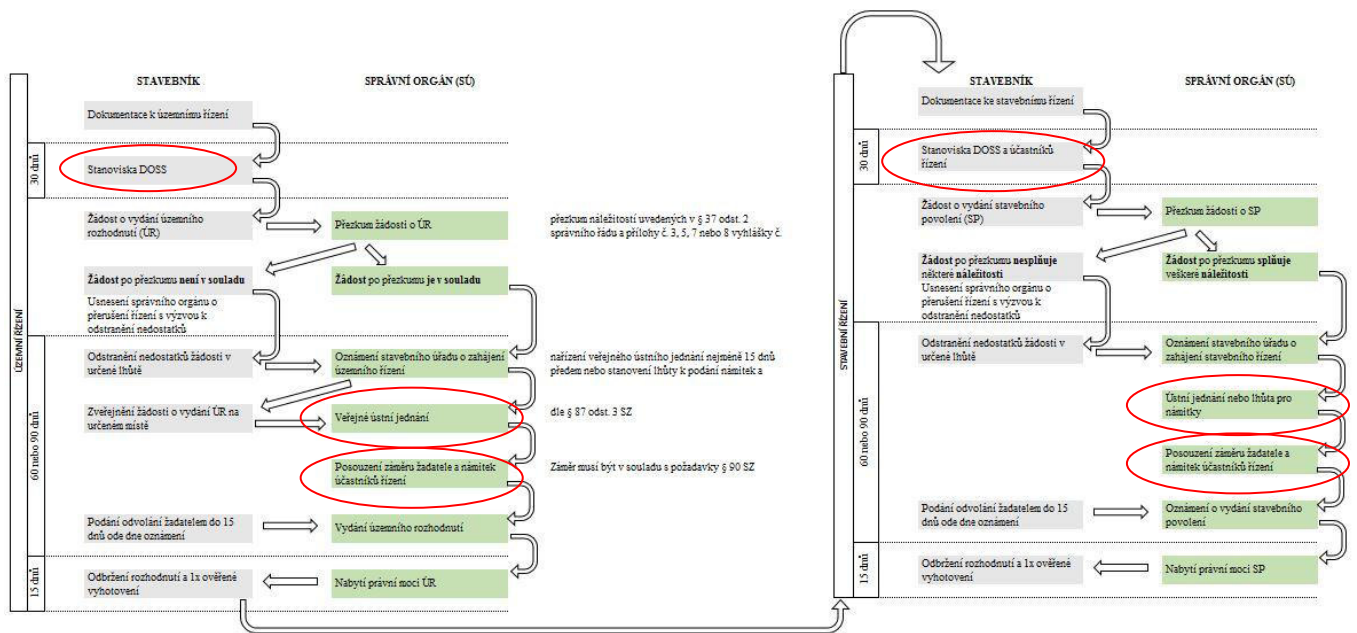 STAVEBNÍK
SPRÁVNÍ ORGÁN (SÚ)
ÚZEMNÍ ŘÍZENÍ
Dokumentace k územnímu řízení
30 dnů*
Stanoviska DOSS
Žádost o vydání územního
rozhodnutí (ÚR)
Přezkum žádosti o ÚR
přezkum náležitostí uvedených v § 37 odst. 2
správního řádu a přílohy č. 3, 5, 7 nebo 8 vyhlášky č.
Žádost po přezkumu není v souladu
Žádost po přezkumu je v souladu
Usnesení správního orgánu o
přerušení řízení s výzvou k
odstranění nedostatků
60 nebo 90 dnů*
Odstranění nedostatků žádosti v
určené lhůtě
Oznámení stavebního úřadu o zahájení
územního řízení
nařízení veřejného ústního jednání nejméně 15 dnů
předem nebo stanovení lhůty k podání námitek a
Zveřejnění žádosti o vydání ÚR na
určeném místě
Veřejné ústní jednání
dle § 87 odst. 3 SZ
Posouzení záměru žadatele a námitek
účastníků řízení
Záměr musí být v souladu s požadavky § 90 SZ
Podání odvolání žadatelem do 15
dnů ode dne oznámení
Vydání územního rozhodnutí
15 dnů*
Odbržení rozhodnutí a 1x ověřené
vyhotovení
Nabytí právní moci ÚR
STAVEBNÍK
SPRÁVNÍ ORGÁN (SÚ)
STAVEBNÍ ŘÍZENÍ
Dokumentace ke stavebnímu řízení
30 dnů*
Stanoviska DOSS a účastníků
řízení
Žádost o vydání stavebního
povolení (SP)
Přezkum žádosti o SP
Žádost po přezkumu nesplňuje
některé náležitosti
Žádost po přezkumu splňuje
veškeré náležitosti
Usnesení správního orgánu o
přerušení řízení s výzvou k
odstranění nedostatků
60 nebo 90 dnů*
Odstranění nedostatků žádosti v
určené lhůtě
Oznámení stavebního úřadu o
zahájení stavebního řízení
Ústní jednání nebo lhůta pro
námitky
Posouzení záměru žadatele a
námitek účastníků řízení
Podání odvolání žadatelem do 15
dnů ode dne oznámení
Oznámení o vydání stavebního
povolení
15 dnů*
Odbržení rozhodnutí a 1x ověřené
vyhotovení
Nabytí právní moci SP